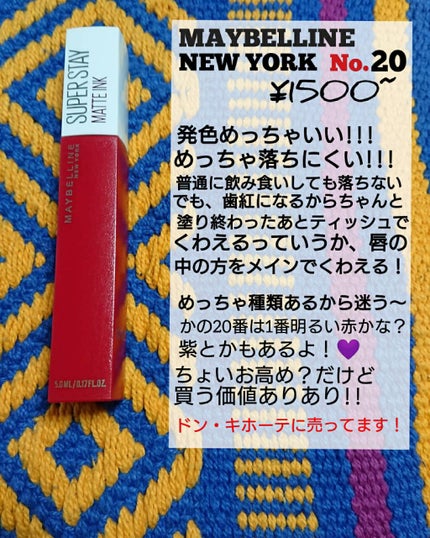 MAYBELLINE
NEW YORK No.20
¥1500~
発色めっちゃいい!!!
めっちゃ落ちにくい!!!
普通に飲み食いしても落ちない
でも、歯紅になるからちゃんと
塗り終わったあとティッシュで
くわえるっていうか、唇の
中の方をメインでくわえる！
めっちゃ種類あるから迷う〜
かの20番は1番明るい赤かな？
紫とかもあるよ！💜
ちょいお高め？だけど
買う価値ありあり!!
ドン・キホーテに売ってます！
SUPERSTAY
MATTE INK
MAYBELLINE
NEW YORK
5.0ML/0.17FL.OZ.